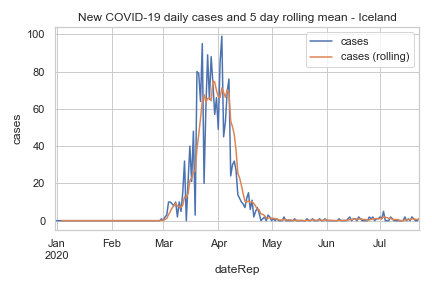 New COVID-19 daily cases and 5 day rolling mean - Iceland
cases
cases (rolling)
100
80
60
40
20
0
cases
Jan
2020
Feb
Mar
Apr
May
Jun
Jul
dateRep